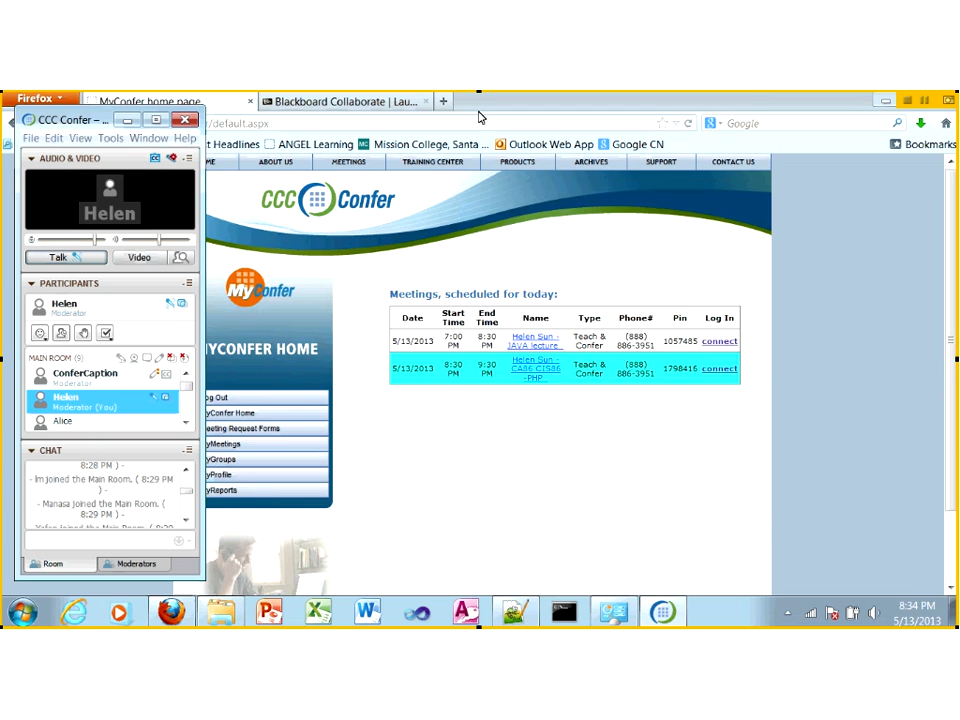 Firefox
MyConfer home page
Blackboard Collaborate | Lau...
CCC Confer – ...
/default.aspx
Google
File Edit View Tools Window Help
t Headlines
ANGEL Learning
Mission College, Santa ...
Outlook Web App
Google CN
Bookmarks
AUDIO & VIDEO
ME
ABOUT US
MEETINGS
TRAINING CENTER
PRODUCTS
ARCHIVES
SUPPORT
CONTACT US
Helen
CCC Confer
Talk
Video
PARTICIPANTS
Helen
Moderator
MAIN ROOM (9)
ConferCaption
Moderator
Helen
Moderator (You)
Alice
CHAT
8:28 PM ) -
- lm joined the Main Room. ( 8:29 PM
) -
- Manasa joined the Main Room. (
8:29 PM ) -
Room
Moderators
MyConfer
MYCONFER HOME
og Out
yConfer Home
eeting Request Forms
yMeetings
yGroups
yProfile
yReports
Meetings, scheduled for today:
Date Start Time End Time Name Type Phone# Pin Log In
5/13/2013 7:00 PM 8:30 PM Helen Sun - JAVA lecture Teach & Confer (888) 886-3951 1057485 connect
5/13/2013 8:30 PM 9:30 PM Helen Sun - CA86 CIS86 -PHP Teach & Confer (888) 886-3951 1798416 connect
8:34 PM
5/13/2013